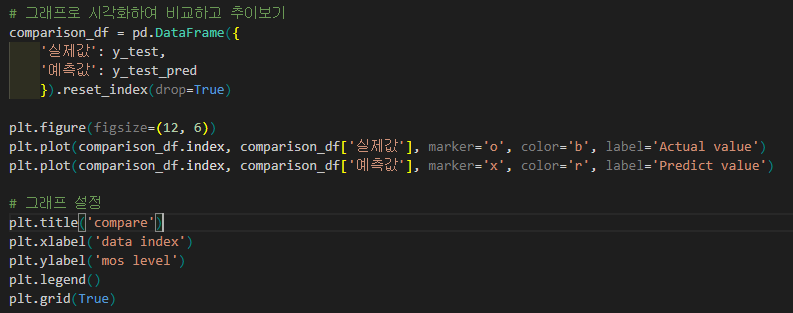 # 그래프로 시각화하여 비교하고 추이보기
comparison_df = pd.DataFrame({
    '실제값': y_test,
    '예측값': y_test_pred
    }).reset_index(drop=True)

plt.figure(figsize=(12, 6))
plt.plot(comparison_df.index, comparison_df['실제값'], marker='o', color='b', label='Actual value')
plt.plot(comparison_df.index, comparison_df['예측값'], marker='x', color='r', label='Predict value')

# 그래프 설정
plt.title('compare')
plt.xlabel('data index')
plt.ylabel('mos level')
plt.legend()
plt.grid(True)